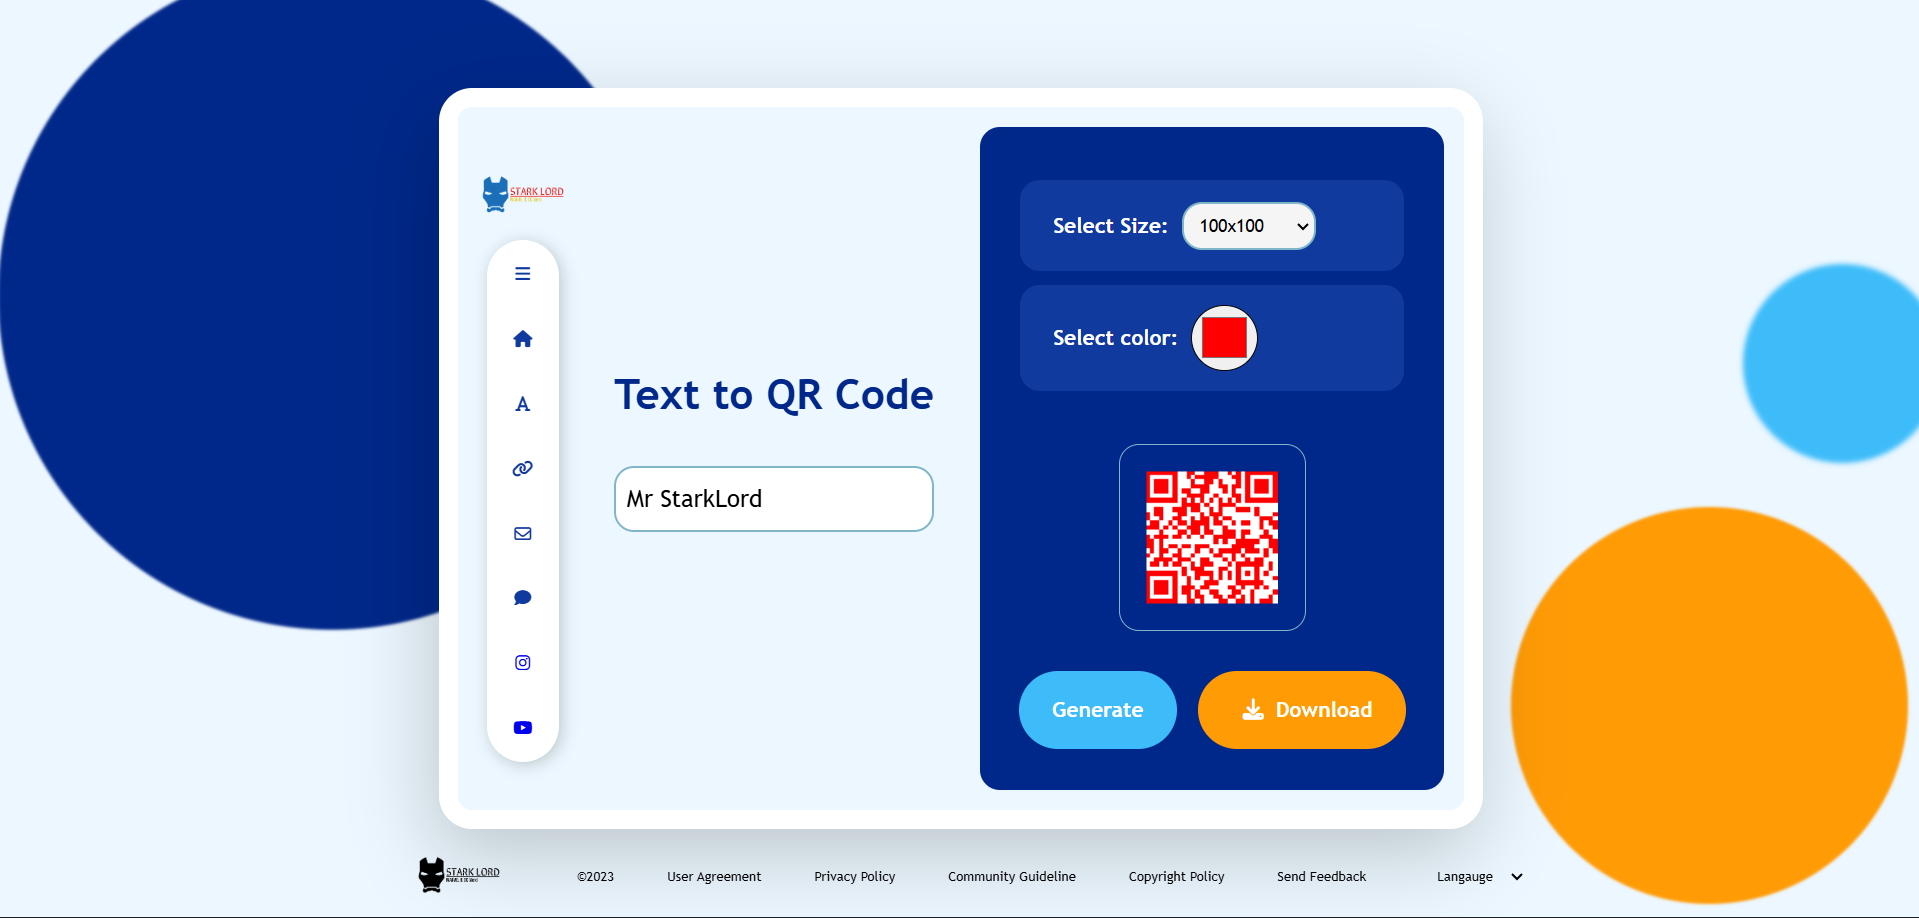 STARK LORD
Select Size:
100x100
Select color:
Text to QR Code
Mr StarkLord
Generate
Download
STARK LORD
©2023
User Agreement
Privacy Policy
Community Guideline
Copyright Policy
Send Feedback
Langauge